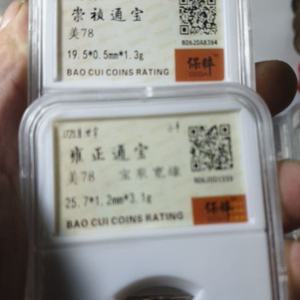 崇祯通宝
美78
19.5*0.5mm*1.3g
保粹
BAO CUI COINS RATING
雍正通宝
美78 宝泉宽缘
25.7*1.2mm*3.1g
保粹
BAO CUI COINS RATING